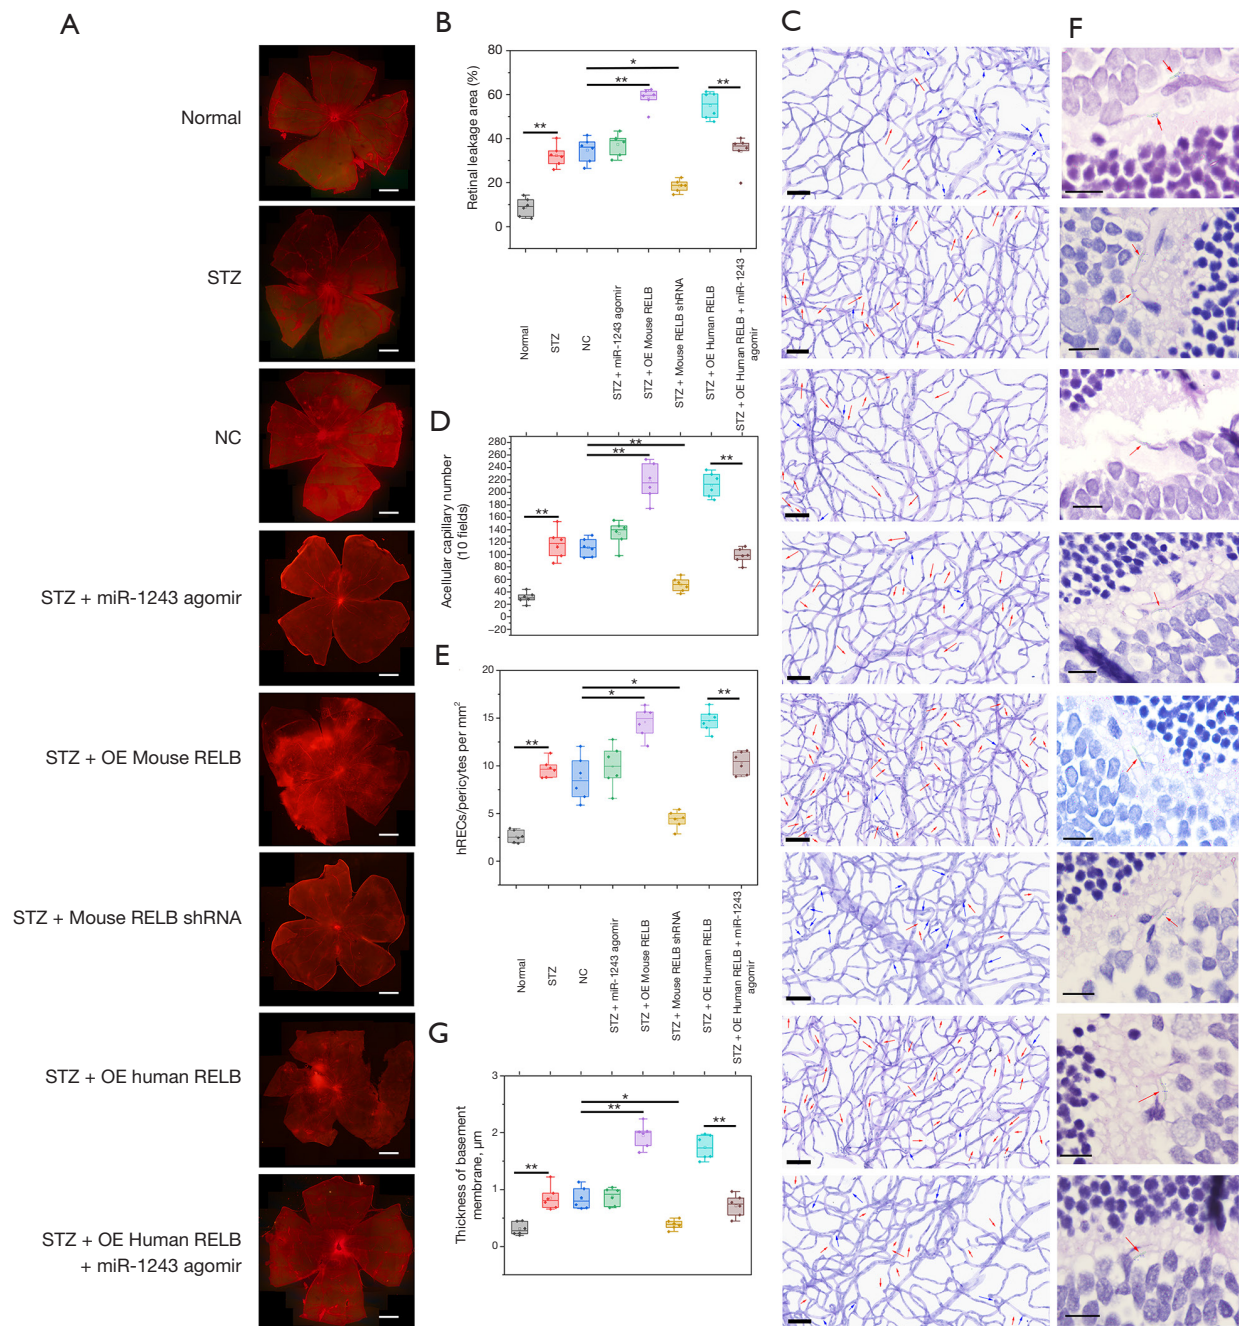 A
B
C
F
Normal
STZ
NC
STZ + miR-1243 agomir
STZ + OE Mouse RELB
STZ + Mouse RELB shRNA
STZ + OE human RELB
STZ + OE Human RELB
+ miR-1243 agomir
Retinal leakage area (%)
80
60
40
20
0
**
**
*
**
Normal
STZ
NC
STZ + miR-1243 agomir
STZ + OE Mouse RELB
STZ + Mouse RELB shRNA
STZ + OE Human RELB
STZ + OE Human RELB + miR-1243
agomir
D
Acellular capillary number
(10 fields)
280
260
240
220
200
180
160
140
120
100
80
60
40
20
0
−20
**
**
**
**
E
hRECs/pericytes per mm²
20
15
10
5
0
**
*
*
**
Normal
STZ
NC
STZ + miR-1243 agomir
STZ + OE Mouse RELB
STZ + Mouse RELB shRNA
STZ + OE Human RELB
STZ + OE Human RELB + miR-1243
agomir
G
Thickness of basement
membrane, μm
3
2
1
0
**
*
**
**